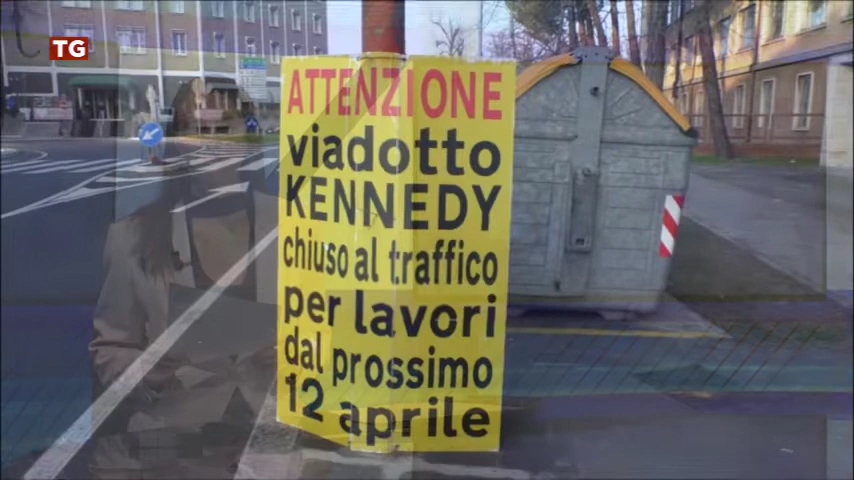 TG
ATTENZIONE
viadotto
KENNEDY
chiuso al traffico
per lavori
dal prossimo
12 aprile